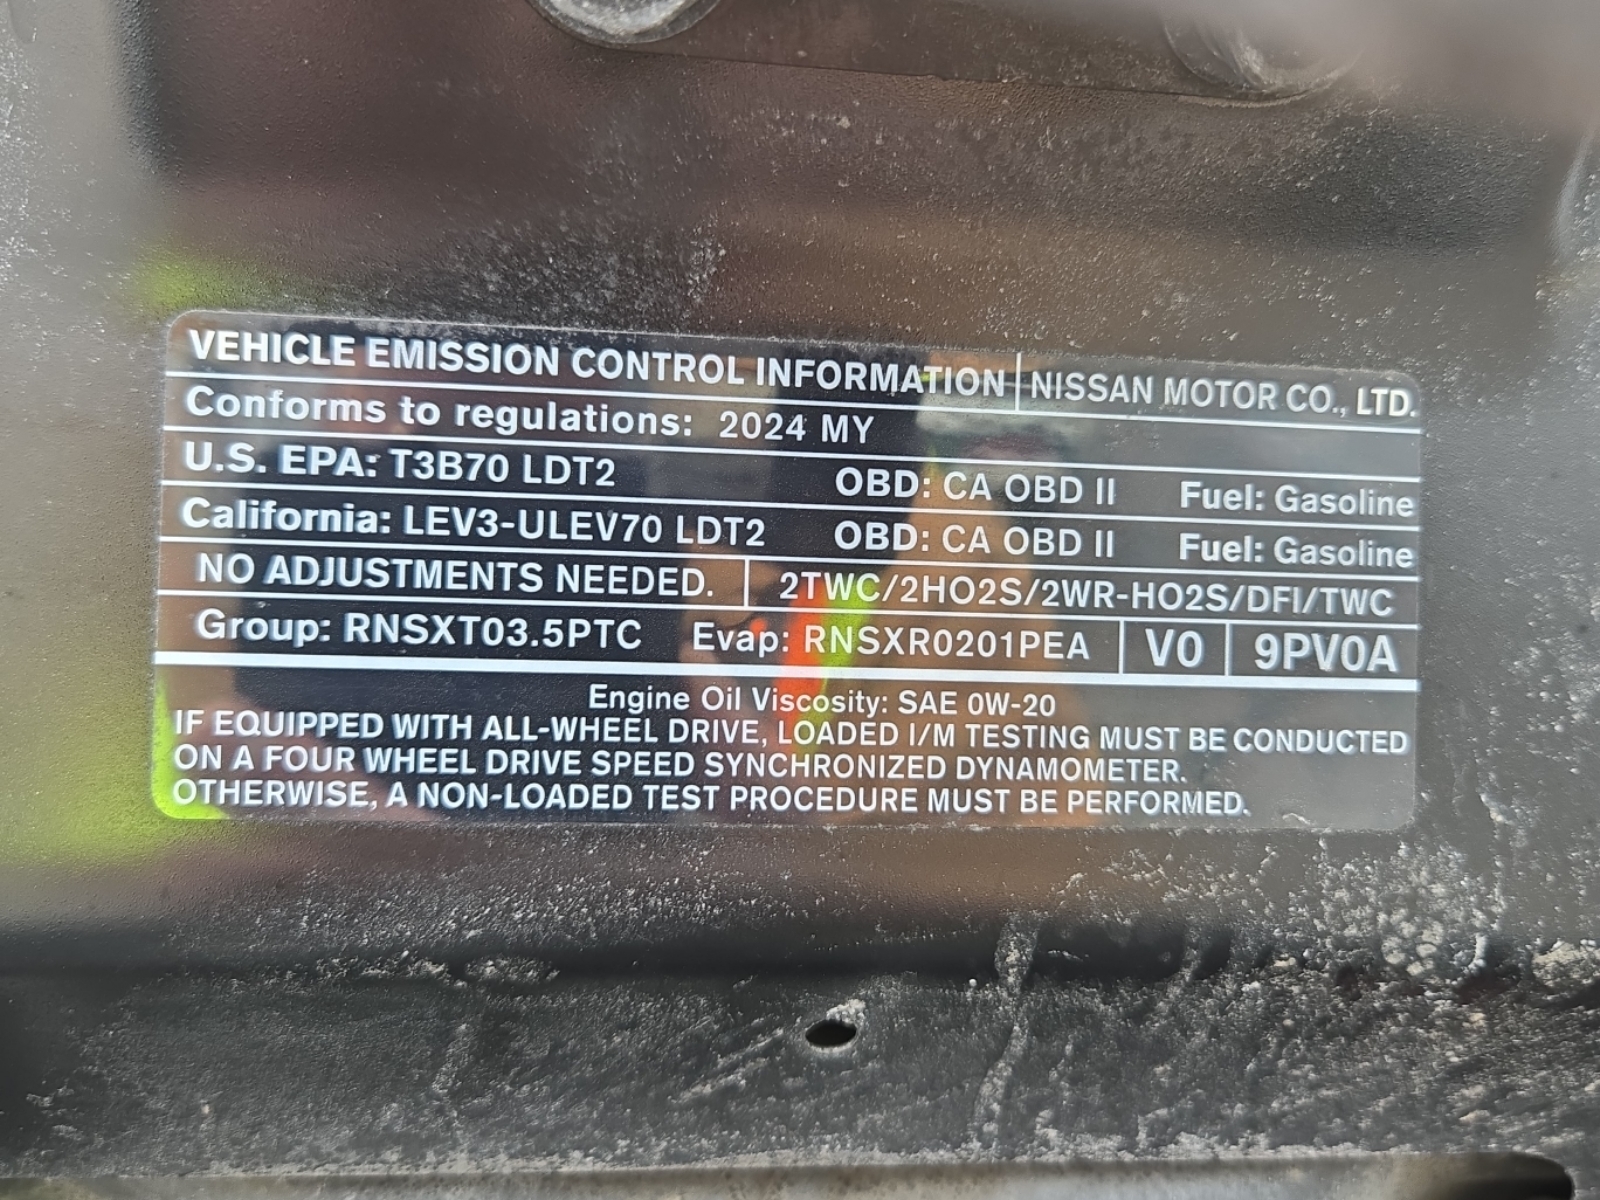 VEHICLE EMISSION CONTROL INFORMATION NISSAN MOTOR CO., LTD.
Conforms to regulations: 2024 MY
U.S. EPA: T3B70 LDT2 OBD: CA OBD II Fuel: Gasoline
California: LEV3-ULEV70 LDT2 OBD: CA OBD II Fuel: Gasoline
NO ADJUSTMENTS NEEDED. 2TWC/2HO2S/2WR-HO2S/DFI/TWC
Group: RNSXT03.5PTC Evap: RNSXR0201PEA V0 9PV0A
Engine Oil Viscosity: SAE 0W-20
IF EQUIPPED WITH ALL-WHEEL DRIVE, LOADED I/M TESTING MUST BE CONDUCTED
ON A FOUR WHEEL DRIVE SPEED SYNCHRONIZED DYNAMOMETER.
OTHERWISE, A NON-LOADED TEST PROCEDURE MUST BE PERFORMED.